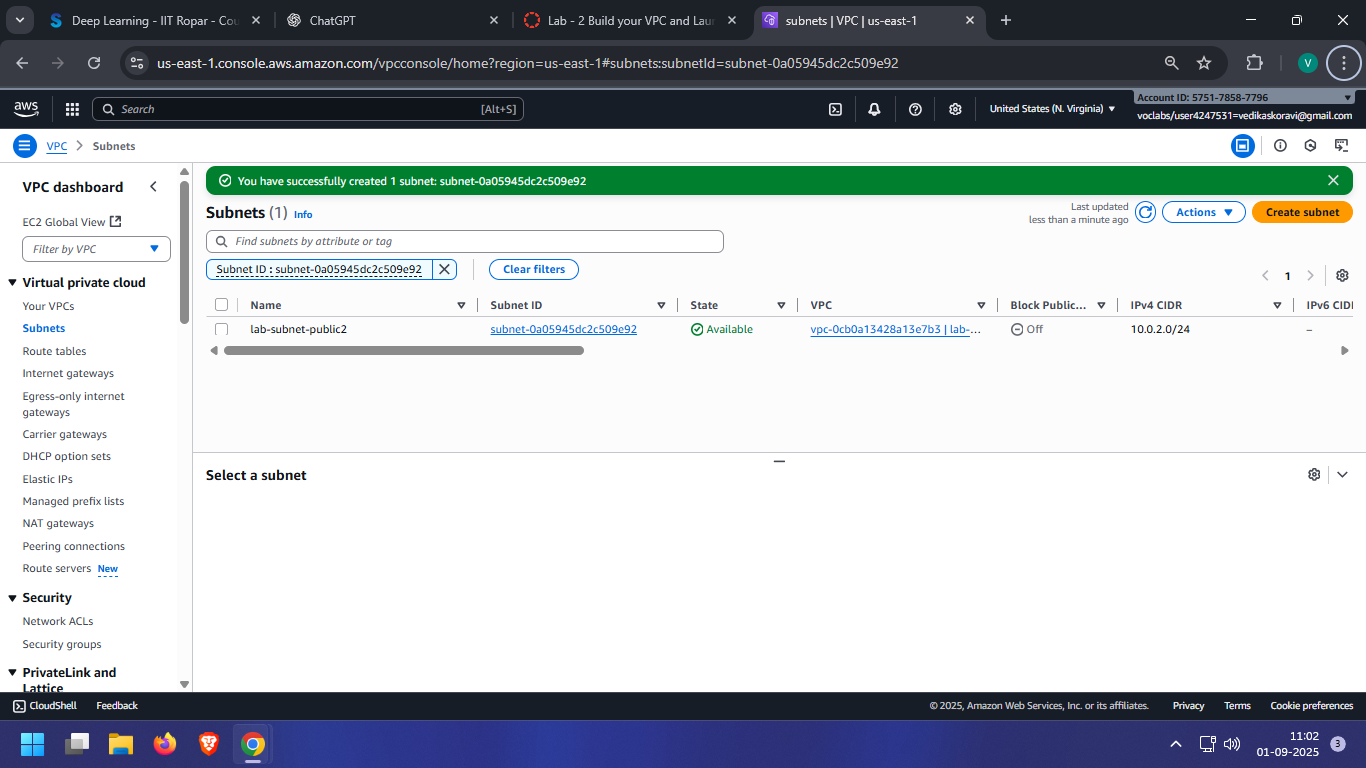 Deep Learning - IIT Ropar - Cou
ChatGPT
Lab - 2 Build your VPC and Laun
subnets | VPC | us-east-1
us-east-1.console.aws.amazon.com/vpcconsole/home?region=us-east-1#subnets:subnetId=subnet-0a05945dc2c509e92
V
aws
Search
[Alt+S]
United States (N. Virginia)
Account ID: 5751-7858-7796
voclabs/user4247531=vedikaskoravi@gmail.com
VPC
Subnets
VPC dashboard
EC2 Global View
Filter by VPC
Virtual private cloud
Your VPCs
Subnets
Route tables
Internet gateways
Egress-only internet
gateways
Carrier gateways
DHCP option sets
Elastic IPs
Managed prefix lists
NAT gateways
Peering connections
Route servers New
Security
Network ACLs
Security groups
PrivateLink and
Lattice
You have successfully created 1 subnet: subnet-0a05945dc2c509e92
Subnets (1) Info
Last updated
less than a minute ago
Actions
Create subnet
Find subnets by attribute or tag
Subnet ID : subnet-0a05945dc2c509e92
Clear filters
1
Name Subnet ID State VPC Block Public... IPv4 CIDR IPv6 CIDI
lab-subnet-public2 subnet-0a05945dc2c509e92 Available vpc-0cb0a13428a13e7b3 | lab-... Off 10.0.2.0/24 –
Select a subnet
CloudShell
Feedback
© 2025, Amazon Web Services, Inc. or its affiliates.
Privacy
Terms
Cookie preferences
11:02
01-09-2025
3